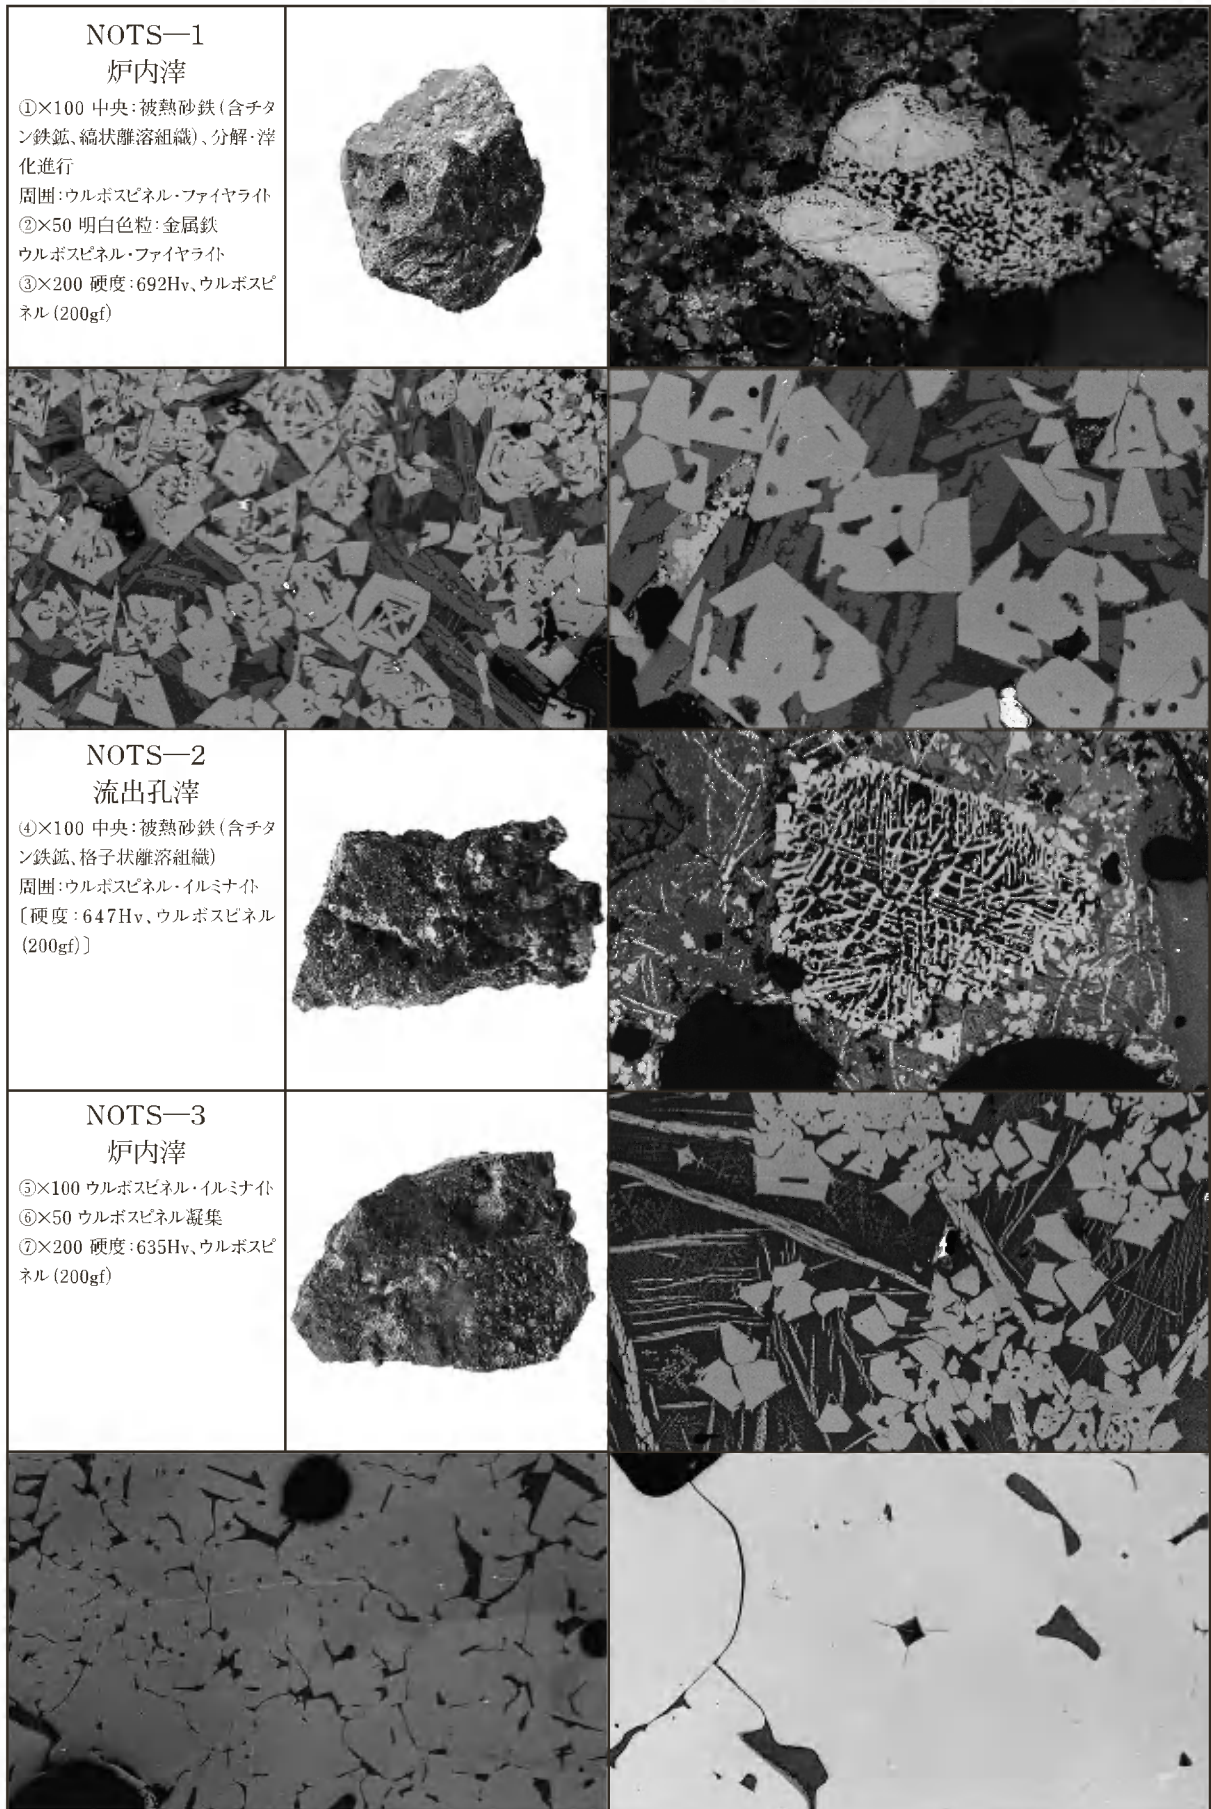 NOTS—1
炉内滓
①×100 中央：被熱砂鉄（含チタ
ン鉄鉱、縞状離溶組織）、分解・滓
化進行
周囲：ウルボスピネル・ファイヤライト
②×50 明白色粒：金属鉄
ウルボスピネル・ファイヤライト
③×200 硬度：692Hv、ウルボスピ
ネル（200gf）
NOTS—2
流出孔滓
④×100 中央：被熱砂鉄（含チタ
ン鉄鉱、格子状離溶組織）
周囲：ウルボスピネル・イルミナイト
〔硬度：647Hv、ウルボスピネル
（200gf）〕
NOTS—3
炉内滓
⑤×100 ウルボスピネル・イルミナイト
⑥×50 ウルボスピネル凝集
⑦×200 硬度：635Hv、ウルボスピ
ネル（200gf）